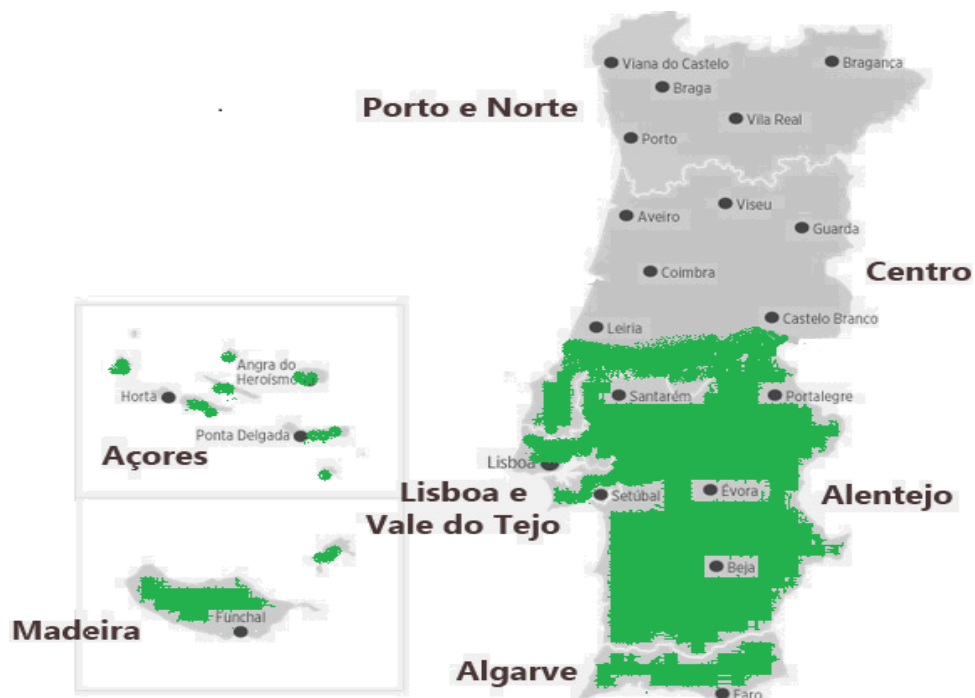 Viana do Castelo
Bragança
Braga
Porto e Norte
Vila Real
Porto
Viseu
Aveiro
Guarda
Centro
Coimbra
Castelo Branco
Leiria
Angra do
Heroísmo
Horta
Santarém
Portalegre
Ponta Delgada
Açores
Lisboa
Lisboa e
Vale do Tejo
Setúbal
Évora
Alentejo
Beja
Funchal
Madeira
Algarve
Faro